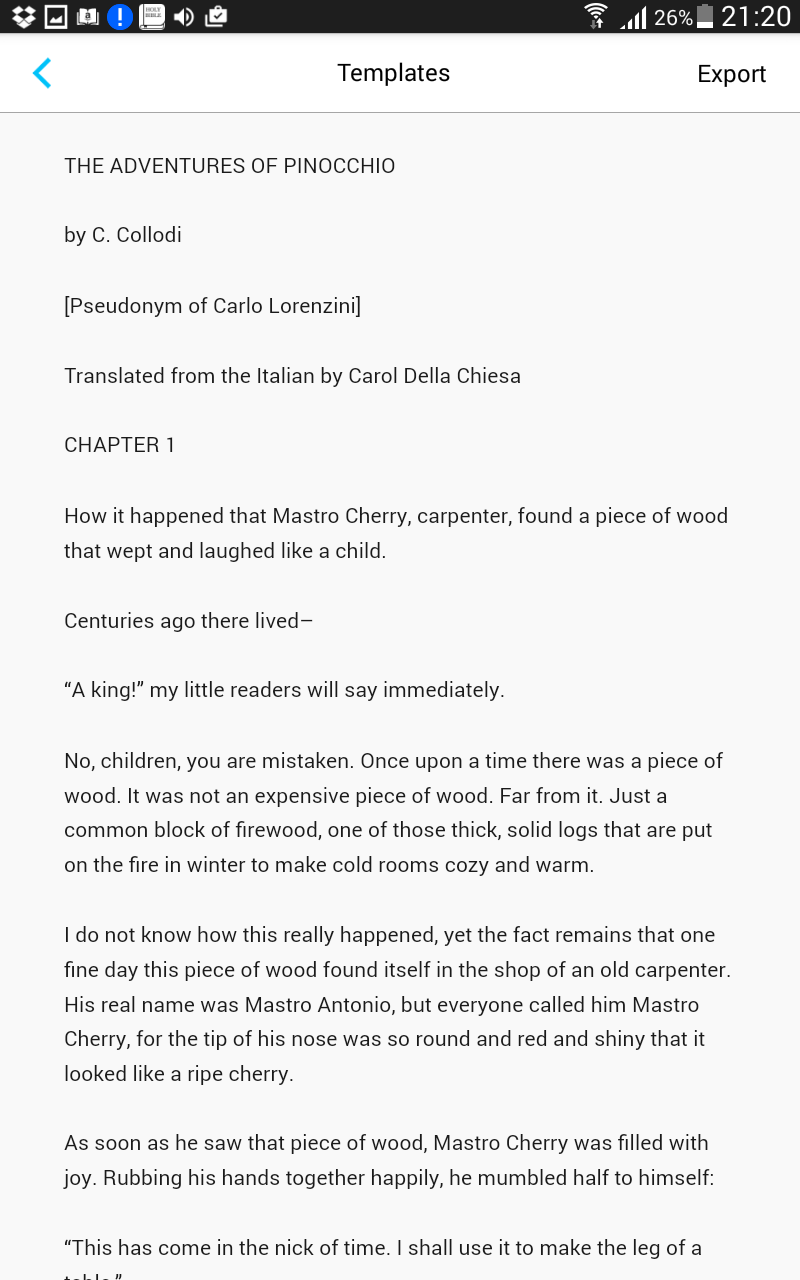 26% 21:20
Templates
Export
THE ADVENTURES OF PINOCCHIO
by C. Collodi
[Pseudonym of Carlo Lorenzini]
Translated from the Italian by Carol Della Chiesa
CHAPTER 1
How it happened that Mastro Cherry, carpenter, found a piece of wood
that wept and laughed like a child.
Centuries ago there lived–
“A king!” my little readers will say immediately.
No, children, you are mistaken. Once upon a time there was a piece of
wood. It was not an expensive piece of wood. Far from it. Just a
common block of firewood, one of those thick, solid logs that are put
on the fire in winter to make cold rooms cozy and warm.
I do not know how this really happened, yet the fact remains that one
fine day this piece of wood found itself in the shop of an old carpenter.
His real name was Mastro Antonio, but everyone called him Mastro
Cherry, for the tip of his nose was so round and red and shiny that it
looked like a ripe cherry.
As soon as he saw that piece of wood, Mastro Cherry was filled with
joy. Rubbing his hands together happily, he mumbled half to himself:
“This has come in the nick of time. I shall use it to make the leg of a
table.”